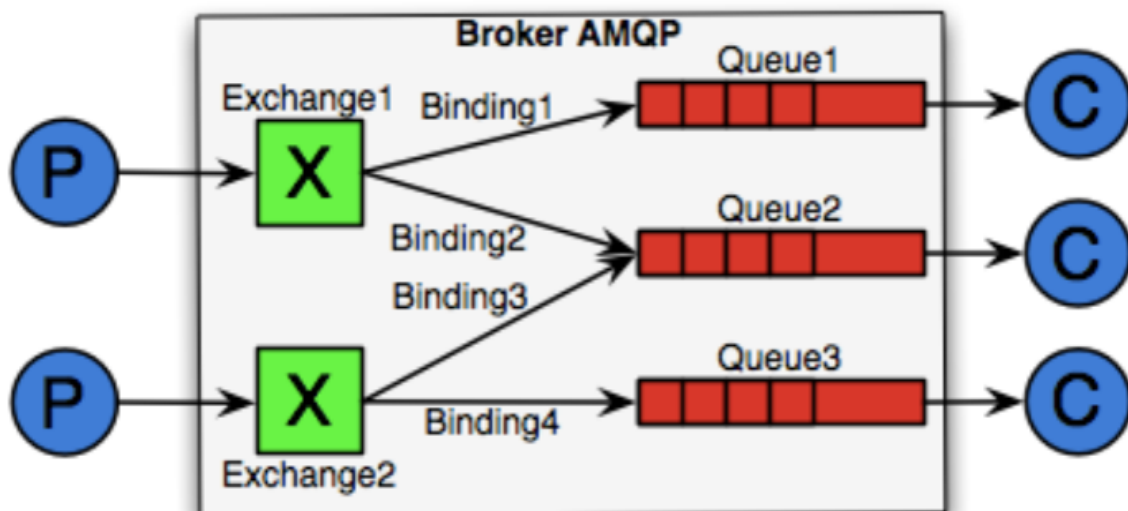 Broker AMQP
Queue1
Exchange1
Binding1
C
P
X
Queue2
Binding2
C
Binding3
Queue3
P
X
C
Binding4
Exchange2